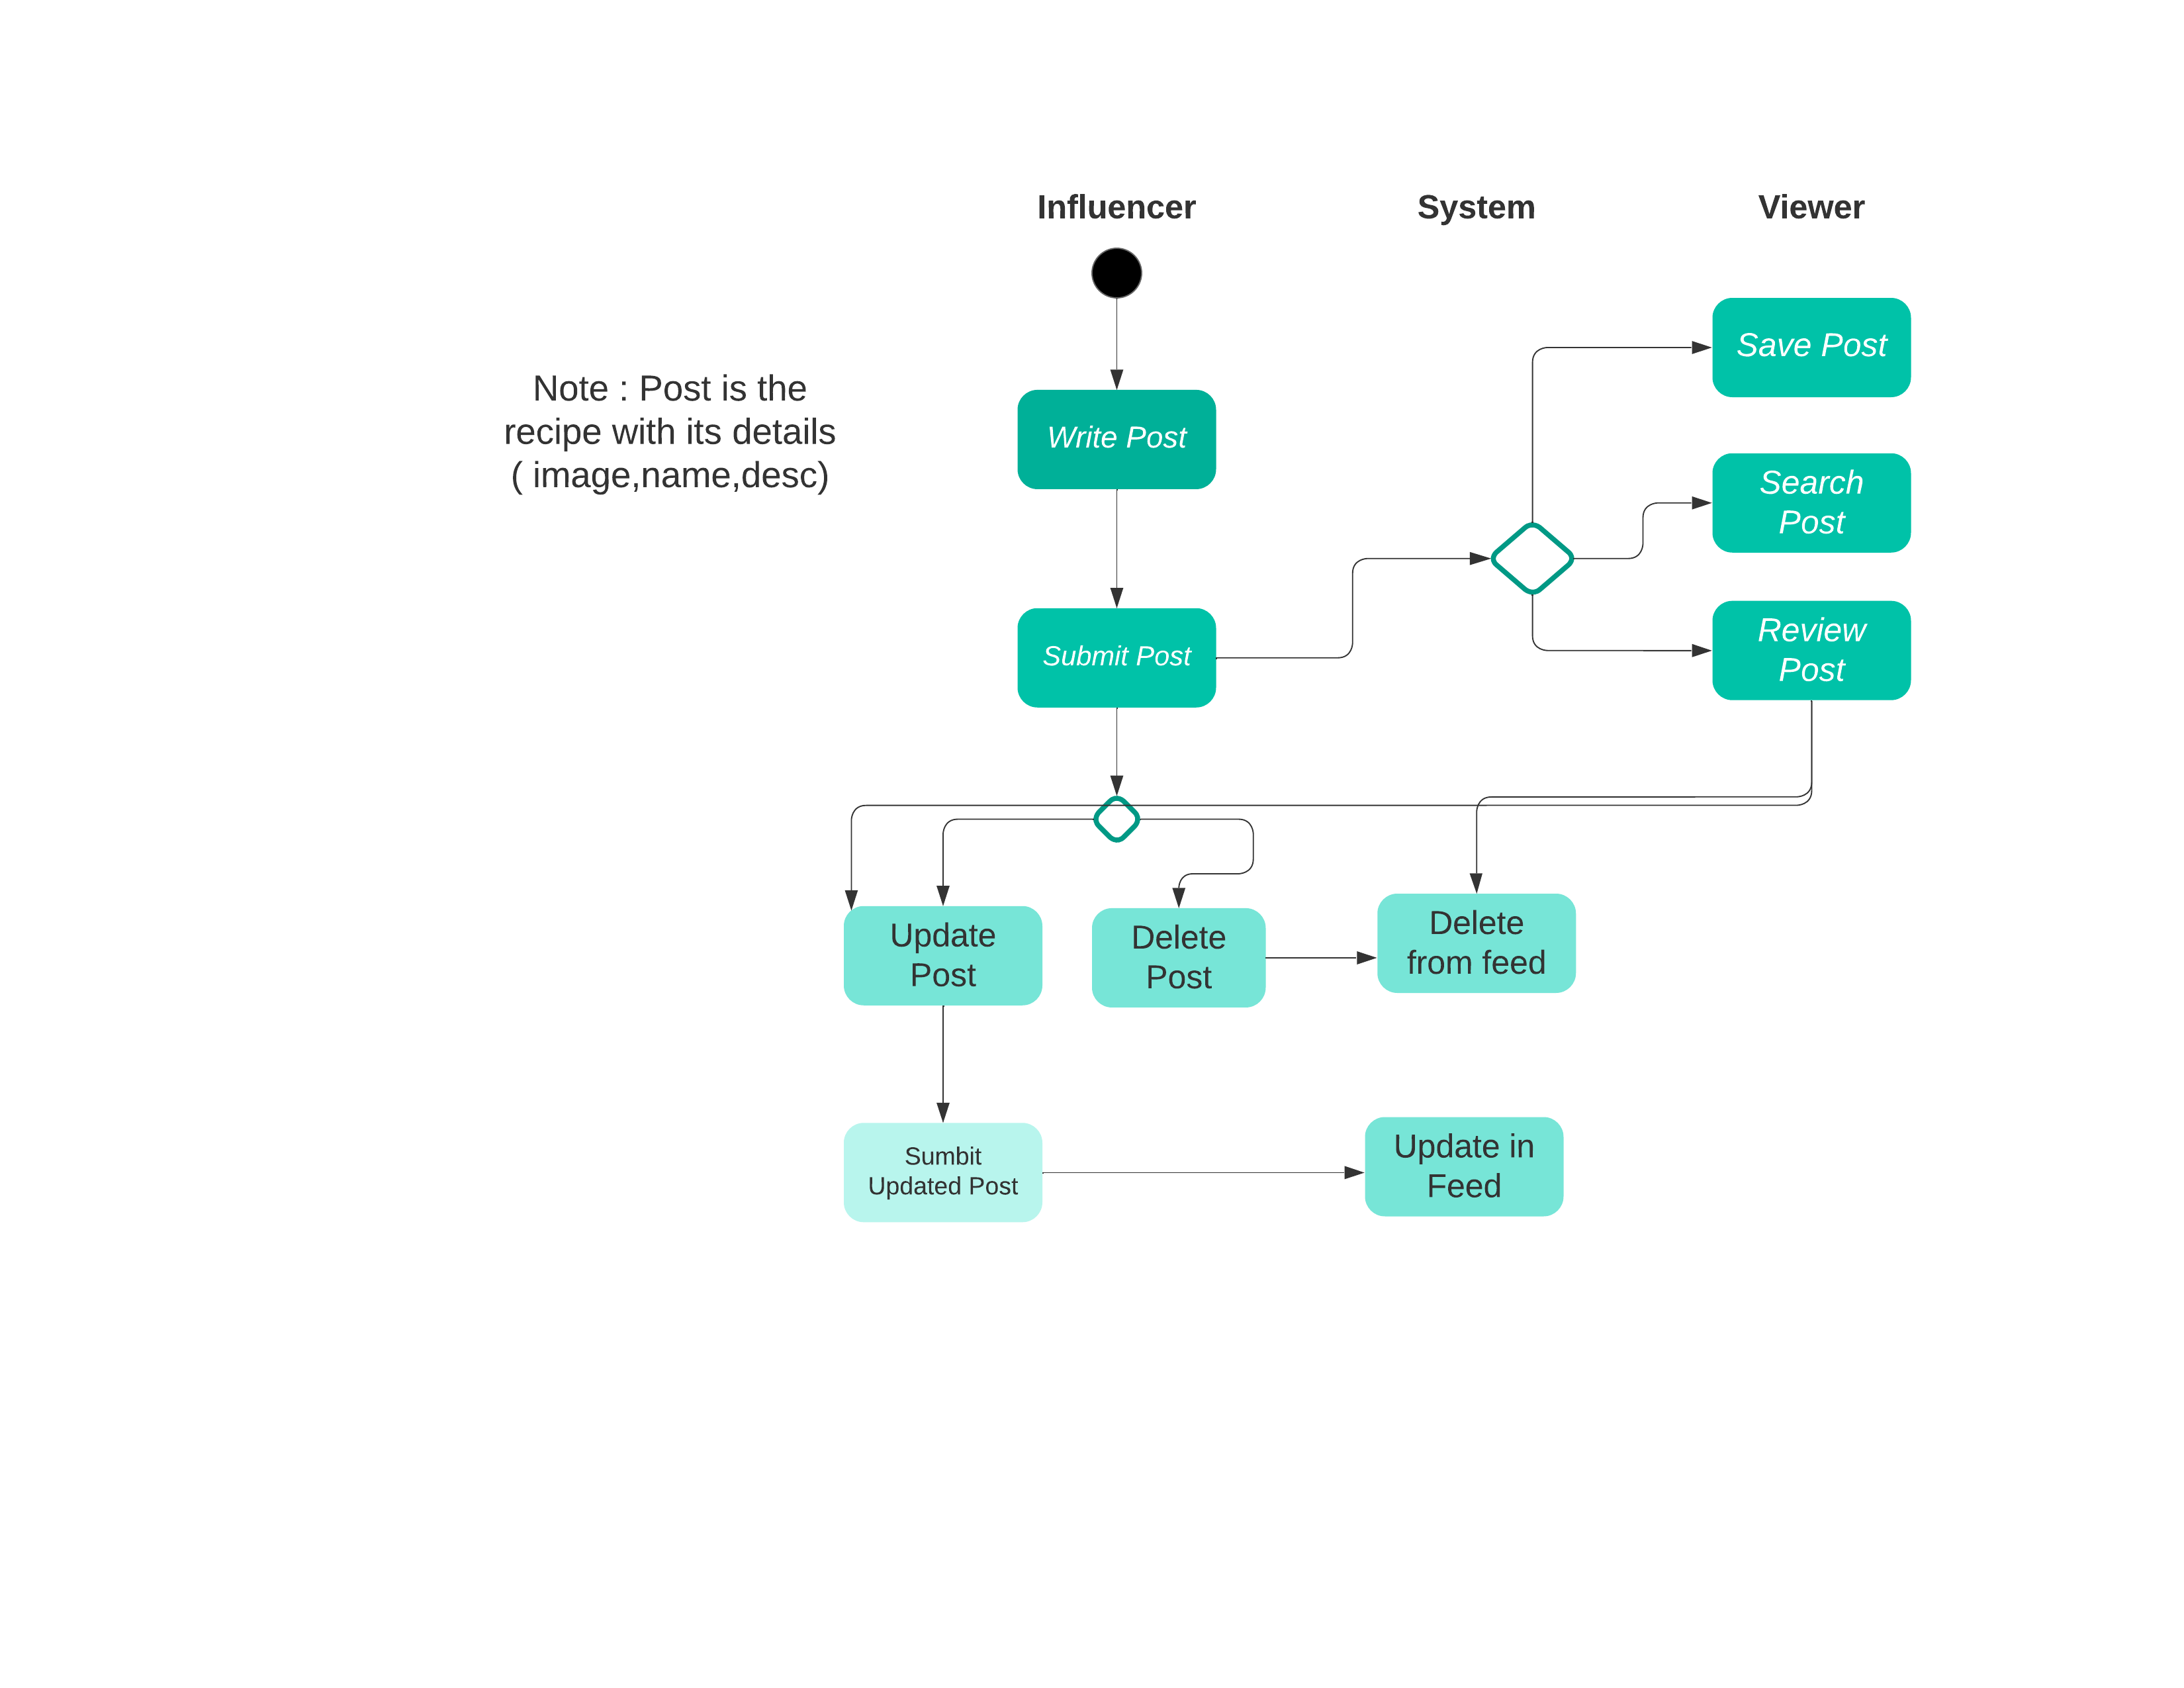 Influencer
System
Viewer
Note : Post is the
recipe with its details
( image,name,desc)
Save Post
Write Post
Search
Post
Submit Post
Review
Post
Update
Post
Delete
Post
Delete
from feed
Sumbit
Updated Post
Update in
Feed